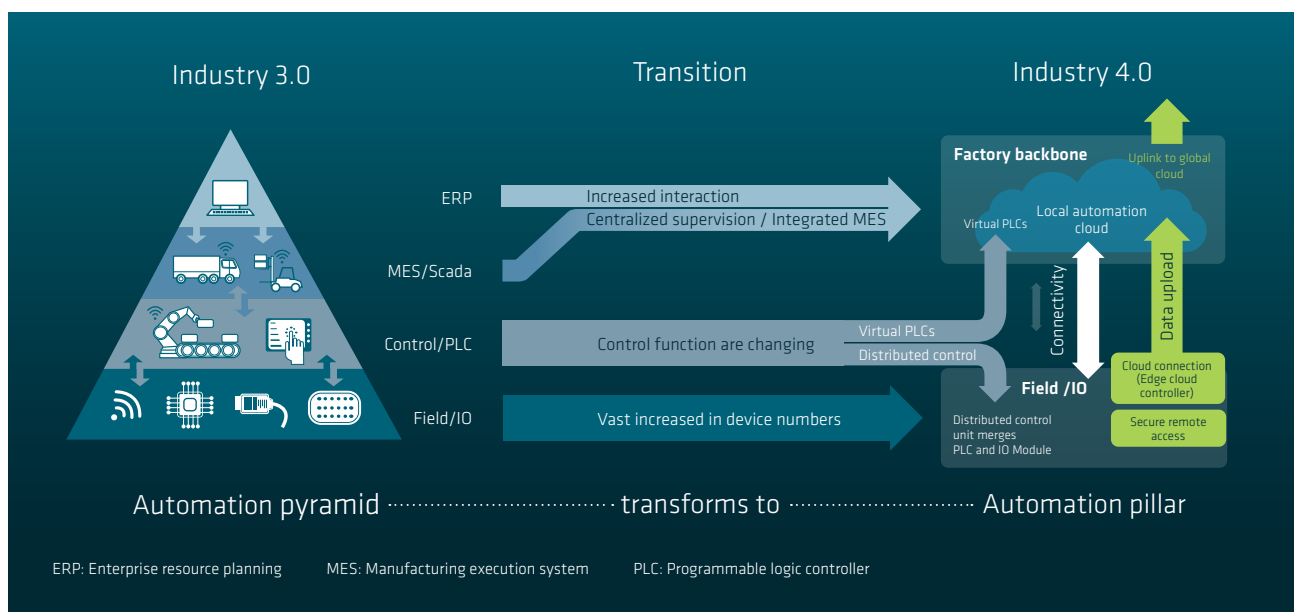 Industry 3.0
Transition
Industry 4.0
ERP
MES/Scada
Control/PLC
Field/IO
Increased interaction
Centralized supervision / Integrated MES
Control function are changing
Virtual PLCs
Distributed control
Vast increased in device numbers
Factory backbone
Uplink to global
cloud
Virtual PLCs
Local automation
cloud
Connectivity
Data upload
Field /IO
Distributed control
unit merges
PLC and IO Module
Cloud connection
(Edge cloud
controller)
Secure remote
access
Automation pyramid
transforms to
Automation pillar
ERP: Enterprise resource planning
MES: Manufacturing execution system
PLC: Programmable logic controller